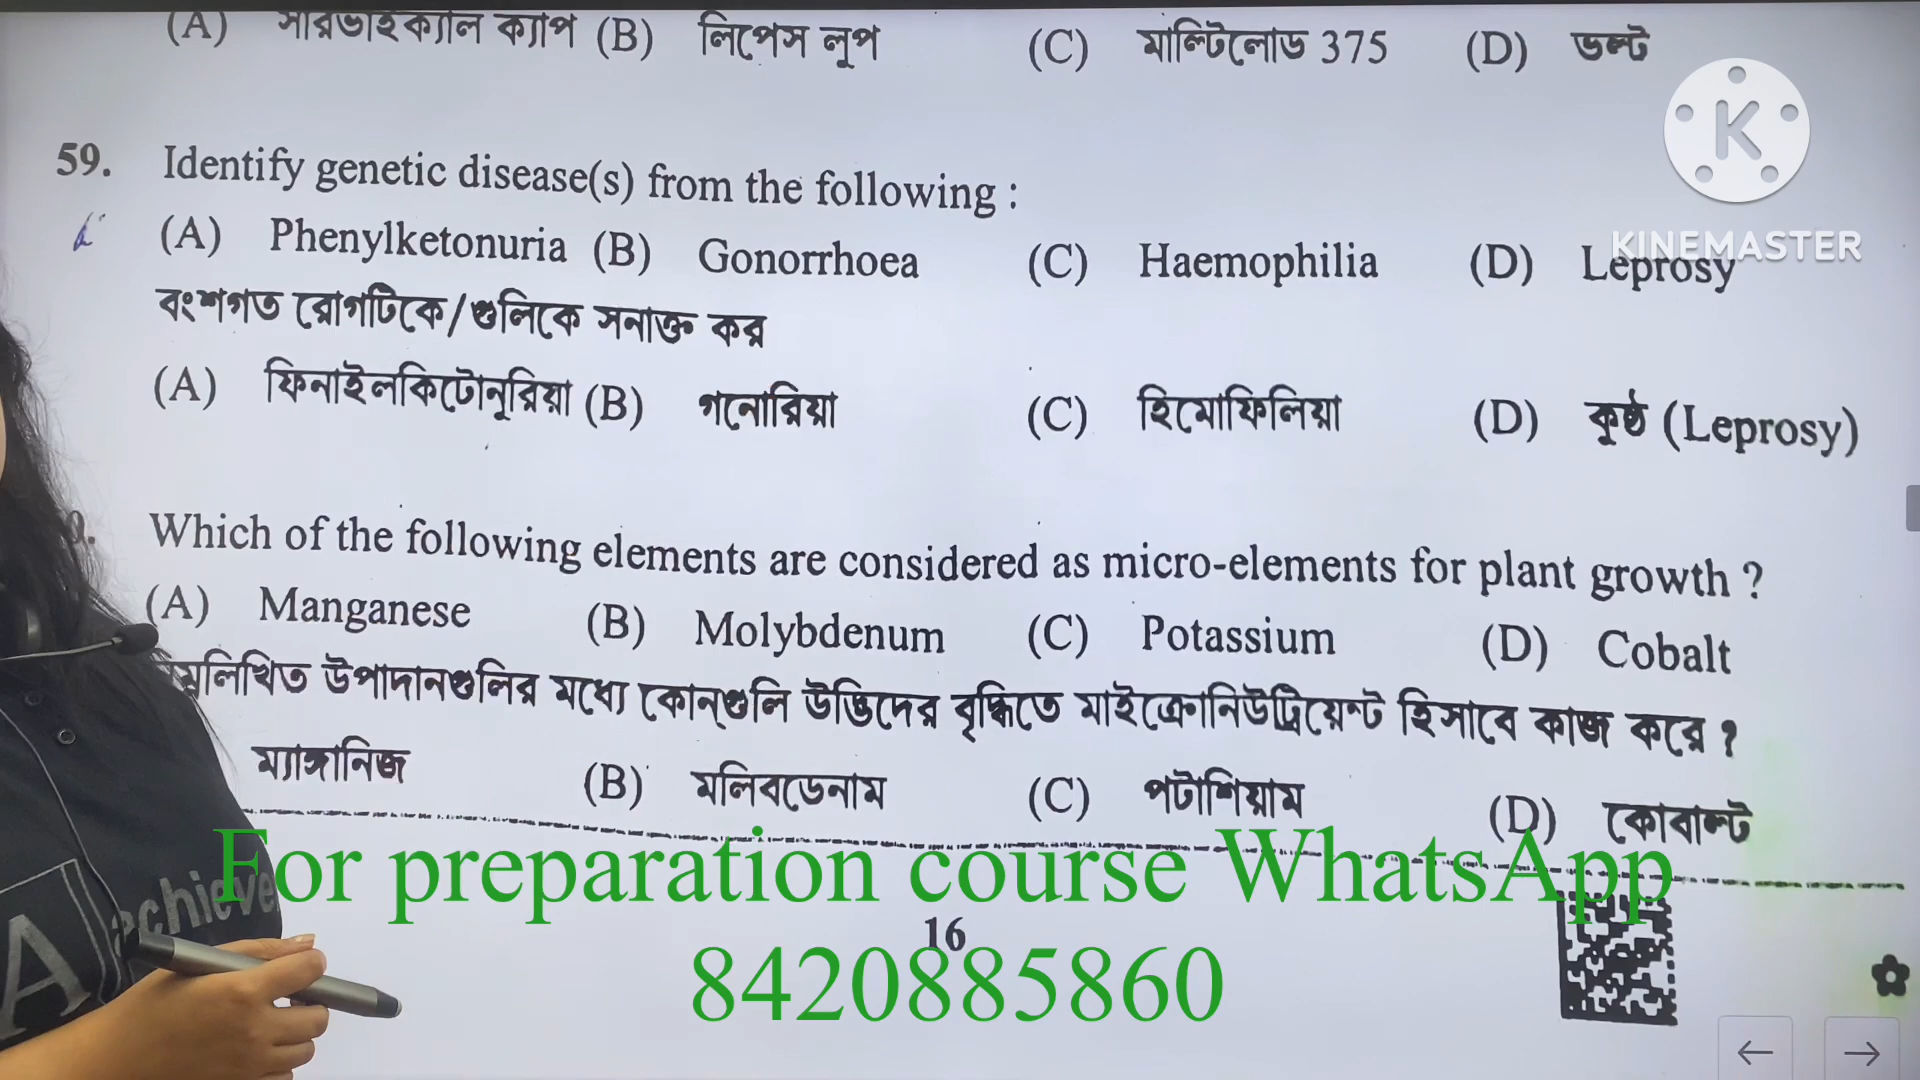 (A) সারভাইক্যাল ক্যাপ (B) লিপেস লুপ (C) মাল্টিলোড 375 (D) ভল্ট
59. Identify genetic disease(s) from the following :
(A) Phenylketonuria (B) Gonorrhoea (C) Haemophilia (D) Leprosy
বংশগত রোগটিকে/গুলিকে সনাক্ত কর
(A) ফিনাইলকিটোনূরিয়া (B) গনোরিয়া (C) হিমোফিলিয়া (D) কুষ্ঠ (Leprosy)
0. Which of the following elements are considered as micro-elements for plant growth ?
(A) Manganese (B) Molybdenum (C) Potassium (D) Cobalt
উপাদানগুলির মধ্যে কোন্‌গুলি উদ্ভিদের বৃদ্ধিতে মাইক্রোনিউট্রিয়েন্ট হিসাবে কাজ করে ?
ম্যাঙ্গানিজ (B) মলিবডেনাম (C) পটাশিয়াম (D) কোবাল্ট
For preparation course WhatsApp
16
8420885860
K
KINEMASTER
A achieve